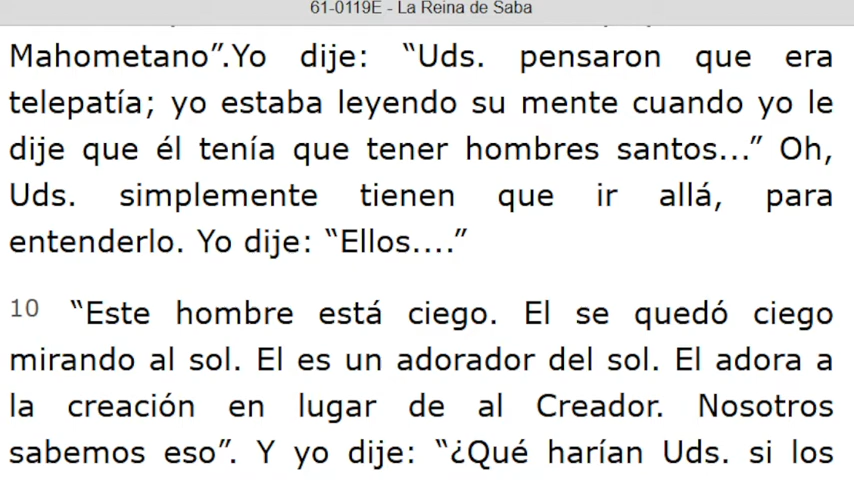 61-0119E - La Reina de Saba
Mahometano”.Yo dije: “Uds. pensaron que era
telepatía; yo estaba leyendo su mente cuando yo le
dije que él tenía que tener hombres santos...” Oh,
Uds. simplemente tienen que ir allá, para
entenderlo. Yo dije: “Ellos....”
10 “Este hombre está ciego. El se quedó ciego
mirando al sol. El es un adorador del sol. El adora a
la creación en lugar de al Creador. Nosotros
sabemos eso”. Y yo dije: “¿Qué harían Uds. si los